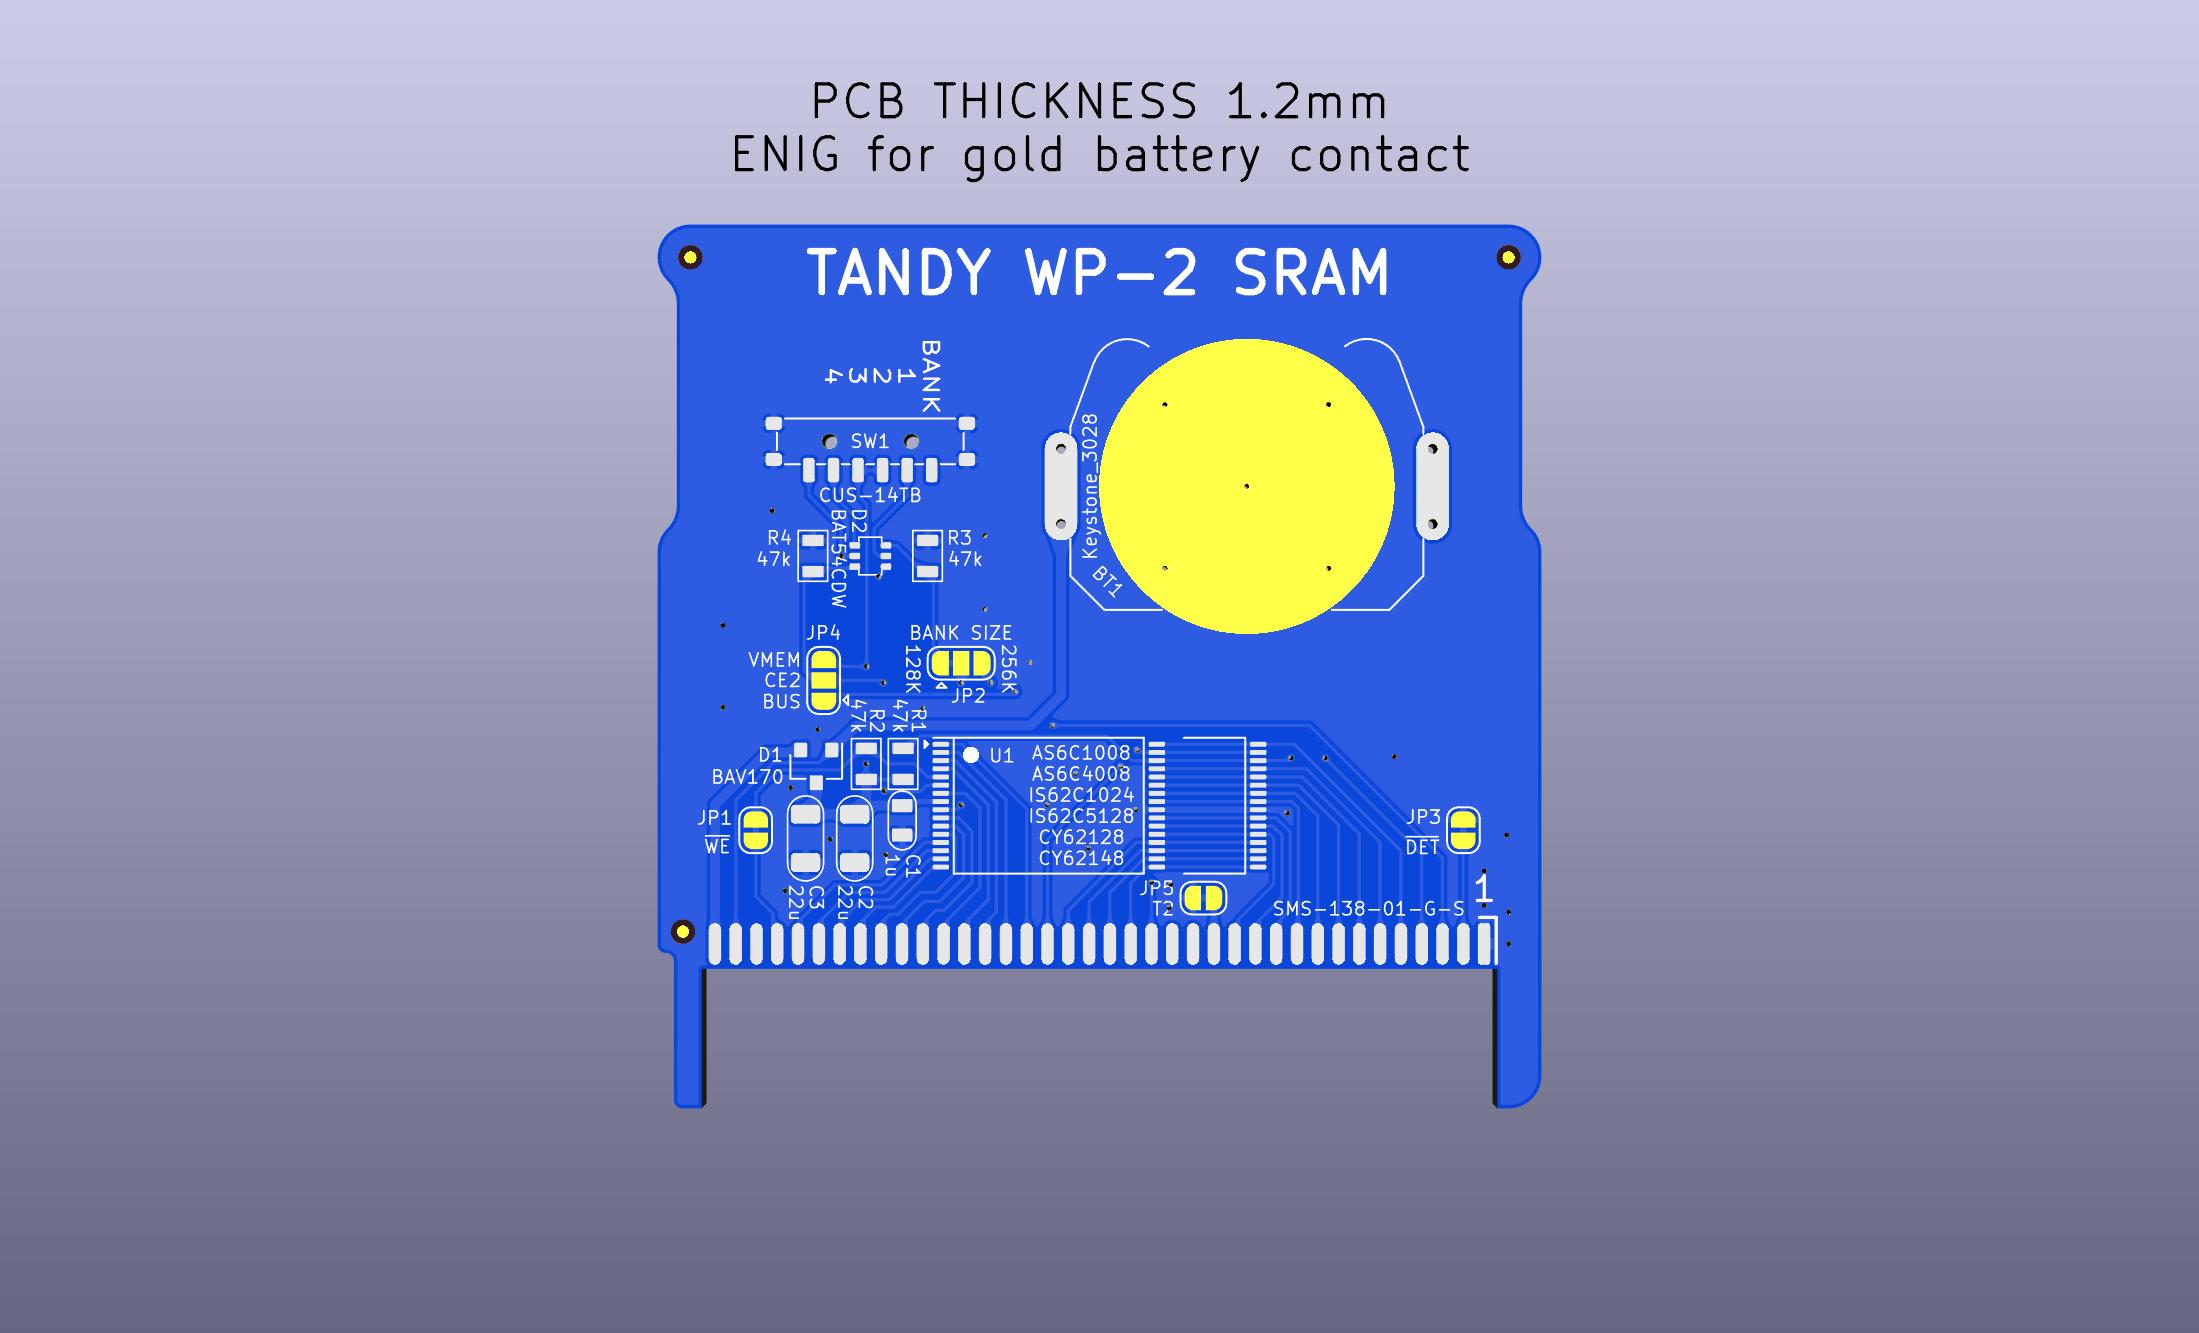 PCB THICKNESS 1.2mm
ENIG for gold battery contact
TANDY WP-2 SRAM
BANK
1
2
3
4
SW1
CUS-14TB
Keystone_3028
BT1
D2
BAT54CDW
R4
47k
R3
47k
JP4
VMEM
CE2
BUS
BANK SIZE
128K
256K
JP2
R2
47k
R1
47k
D1
BAV170
U1
AS6C1008
AS6C4008
IS62C1024
IS62C5128
CY62128
CY62148
JP1
WE
C3
22u
C2
22u
C1
1u
JP3
DET
JP5
T2
1
SMS-138-01-G-S